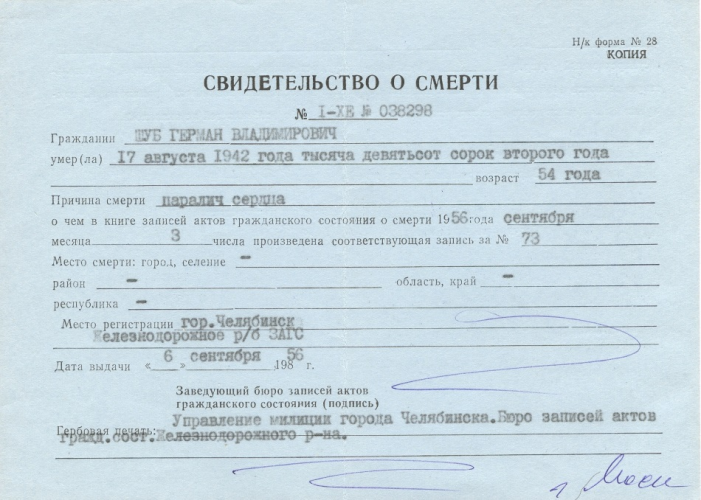 Н/к форма № 28
КОПИЯ
СВИДЕТЕЛЬСТВО О СМЕРТИ
№ I-ХЕ № 038298
Гражданин ШУБ ГЕРМАН ВЛАДИМИРОВИЧ
умер(ла) 17 августа 1942 года тысяча девятьсот сорок второго года
возраст 54 года
Причина смерти паралич сердца
о чем в книге записей актов гражданского состояния о смерти 1956 года сентября
месяца 3 числа произведена соответствующая запись за № 73
Место смерти: город, селение —
район — область, край —
республика —
Место регистрации гор.Челябинск
Железнодорожное р/б ЗАГС
Дата выдачи « 6 » сентября 56 198 г.
Заведующий бюро записей актов
гражданского состояния (подпись)
Управление милиции города Челябинска.Бюро записей актов
Гербовая печать: гражд.сост.Железнодорожного р-на.